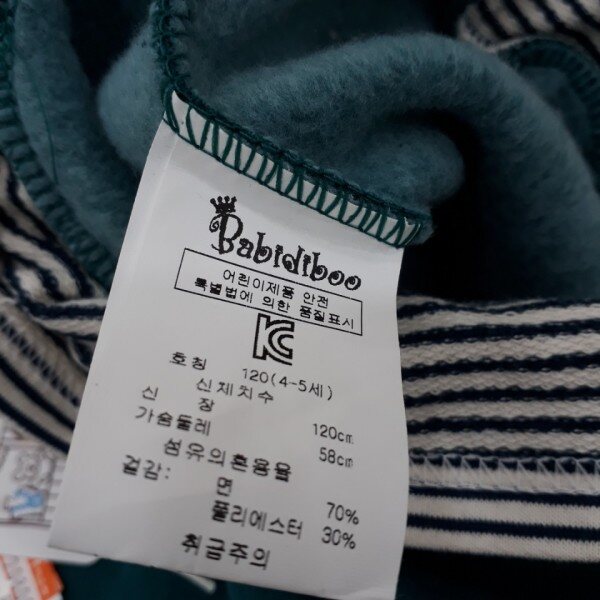 Babidiboo
어린이제품 안전
특별법에 의한 품질표시
KC
호칭 120(4-5세)
신체치수
신 장 120cm
가슴둘레 58cm
섬유의혼용율
겉감: 면 70%
폴리에스터 30%
취급주의